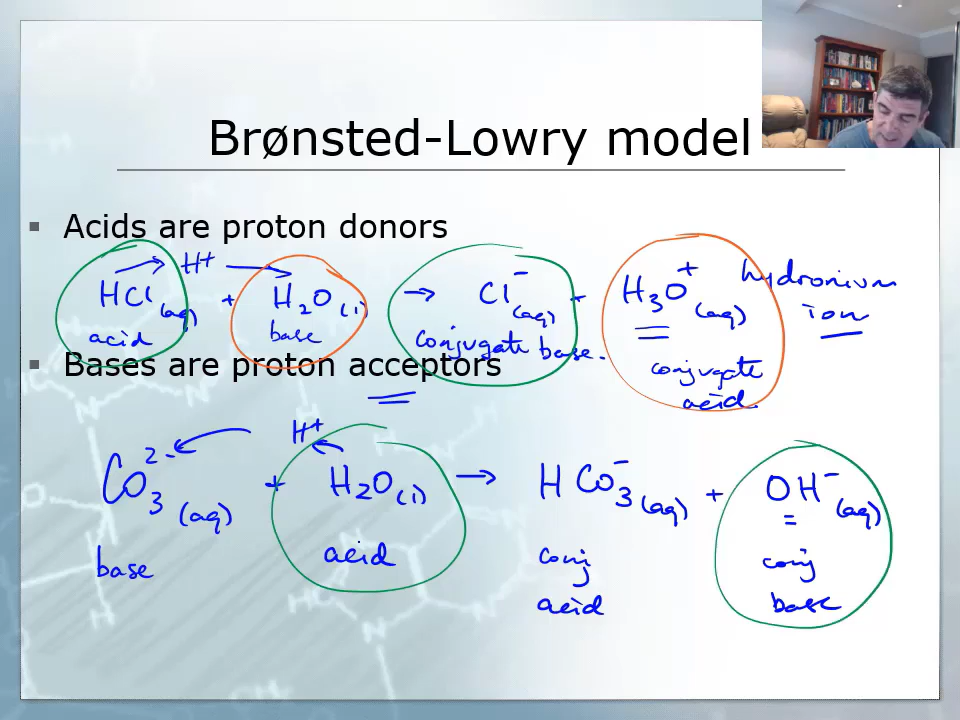 Brønsted-Lowry model
▪ Acids are proton donors
H⁺
HCl(aq) + H₂O(l) → Cl⁻(aq) + H₃O⁺(aq) hydronium ion
acid base conjugate base. conjugate acid.
▪ Bases are proton acceptors
H⁺
CO₃²⁻(aq) + H₂O(l) → HCO₃⁻(aq) + OH⁻(aq)
base acid conj acid conj base